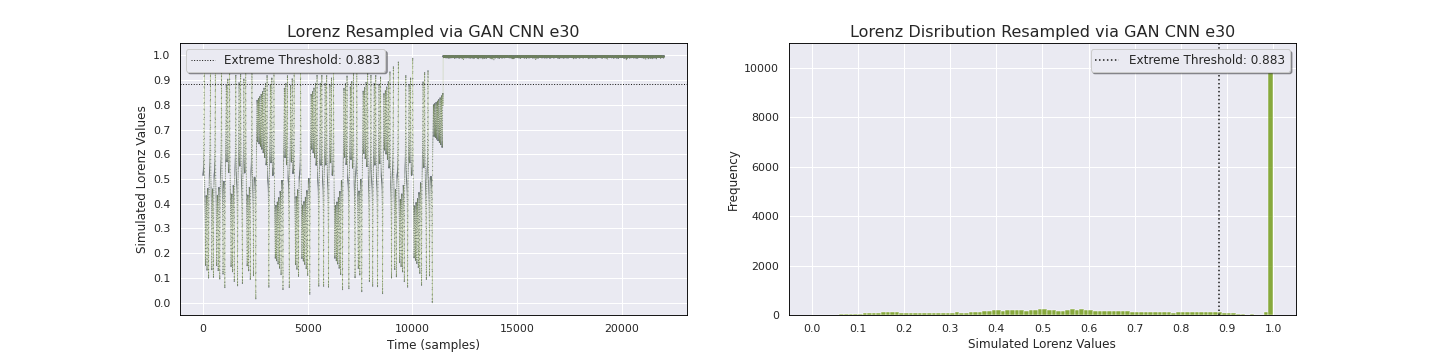 Lorenz Resampled via GAN CNN e30
Extreme Threshold: 0.883
1.0
0.9
0.8
0.7
0.6
0.5
0.4
0.3
0.2
0.1
0.0
Simulated Lorenz Values
0 5000 10000 15000 20000
Time (samples)
Lorenz Disribution Resampled via GAN CNN e30
Extreme Threshold: 0.883
10000
8000
6000
4000
2000
0
Frequency
0.0 0.1 0.2 0.3 0.4 0.5 0.6 0.7 0.8 0.9 1.0
Simulated Lorenz Values